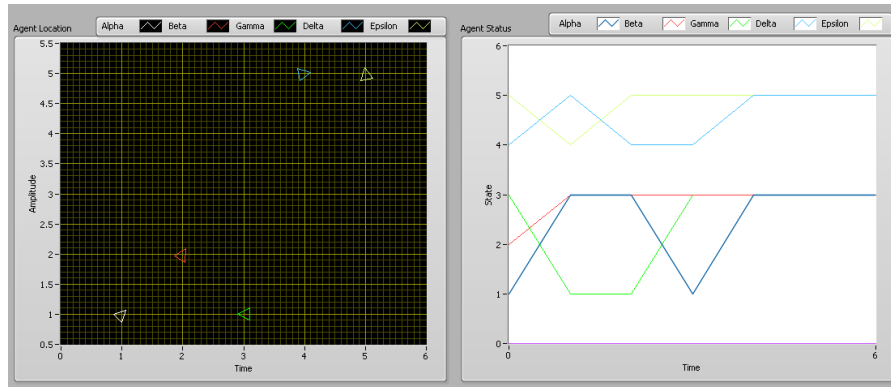 Agent Location
Alpha Beta Gamma Delta Epsilon
5.5
5
4.5
4
3.5
3
2.5
2
1.5
1
0.5
Amplitude
0 1 2 3 4 5 6
Time
Agent Status
Alpha Beta Gamma Delta Epsilon
6
5
4
3
2
1
0
State
0 6
Time